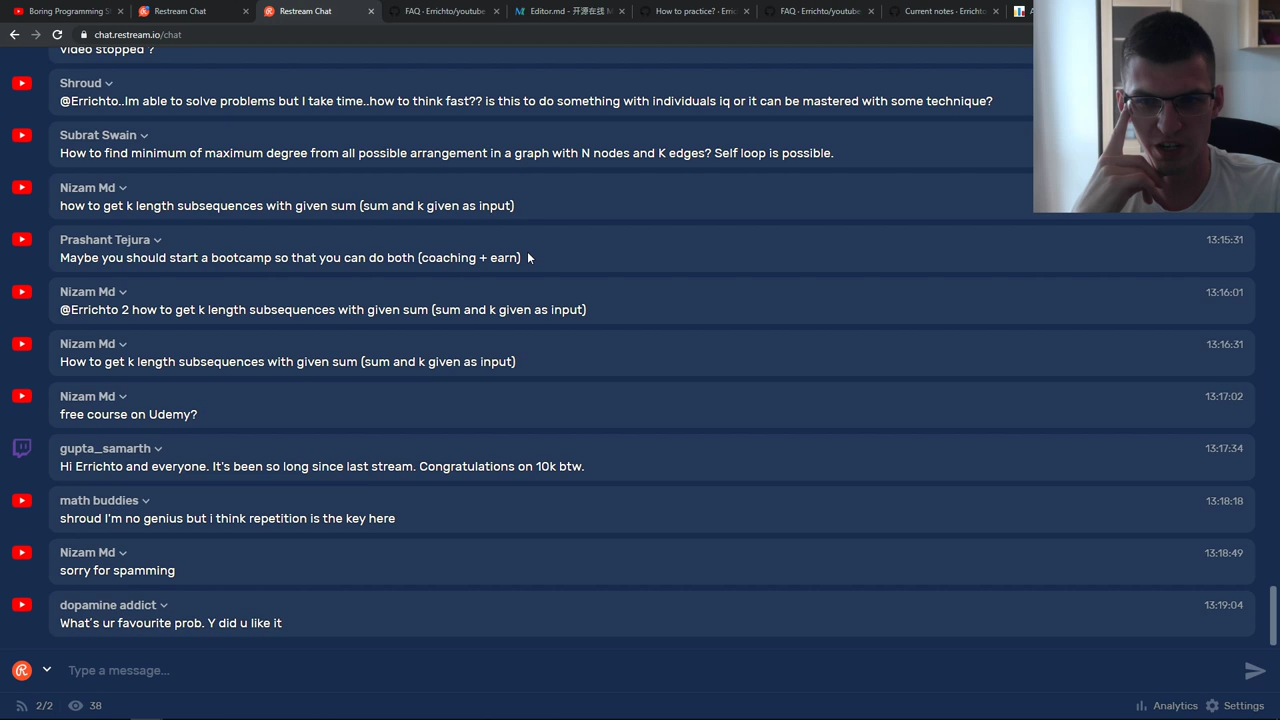 Boring Programming St
Restream Chat
Restream Chat
FAQ · Errichto/youtube
Editor.md - 开源在线 M
How to practice? · Erric
FAQ · Errichto/youtube
Current notes · Errichto
chat.restream.io/chat
video stopped ?
Shroud
@Errichto..Im able to solve problems but I take time..how to think fast?? is this to do something with individuals iq or it can be mastered with some technique?
Subrat Swain
How to find minimum of maximum degree from all possible arrangement in a graph with N nodes and K edges? Self loop is possible.
Nizam Md
how to get k length subsequences with given sum (sum and k given as input)
Prashant Tejura
13:15:31
Maybe you should start a bootcamp so that you can do both (coaching + earn)
Nizam Md
13:16:01
@Errichto 2 how to get k length subsequences with given sum (sum and k given as input)
Nizam Md
13:16:31
How to get k length subsequences with given sum (sum and k given as input)
Nizam Md
13:17:02
free course on Udemy?
gupta_samarth
13:17:34
Hi Errichto and everyone. It's been so long since last stream. Congratulations on 10k btw.
math buddies
13:18:18
shroud I'm no genius but i think repetition is the key here
Nizam Md
13:18:49
sorry for spamming
dopamine addict
13:19:04
What's ur favourite prob. Y did u like it
Type a message...
2/2
38
Analytics
Settings